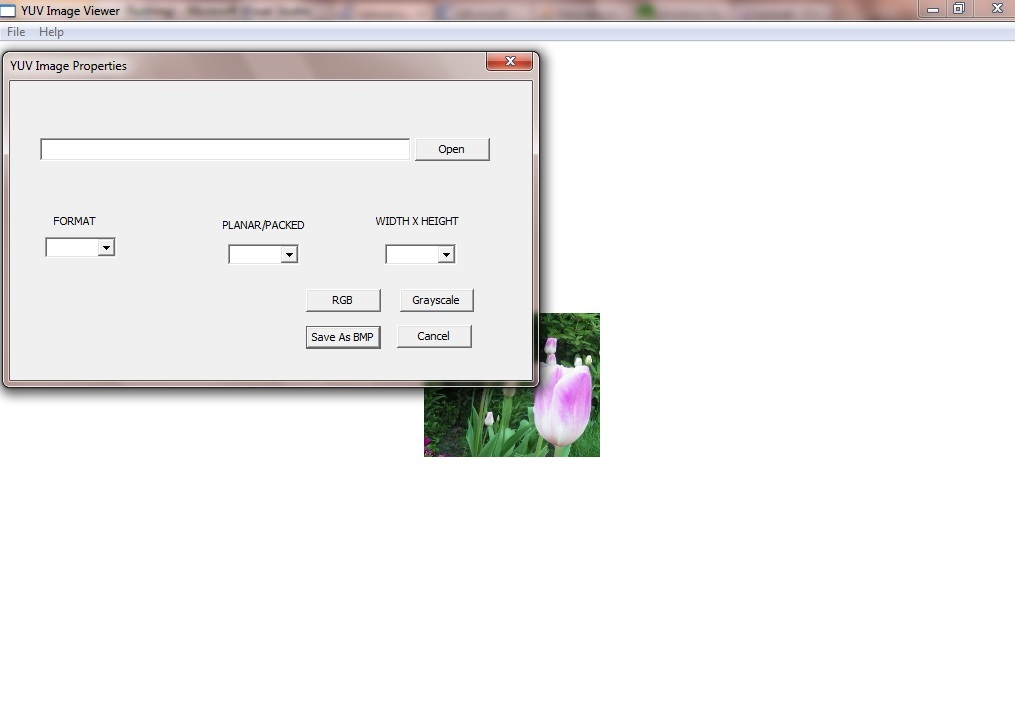 YUV Image Viewer
File Help
YUV Image Properties
Open
FORMAT
PLANAR/PACKED
WIDTH X HEIGHT
RGB
Grayscale
Save As BMP
Cancel